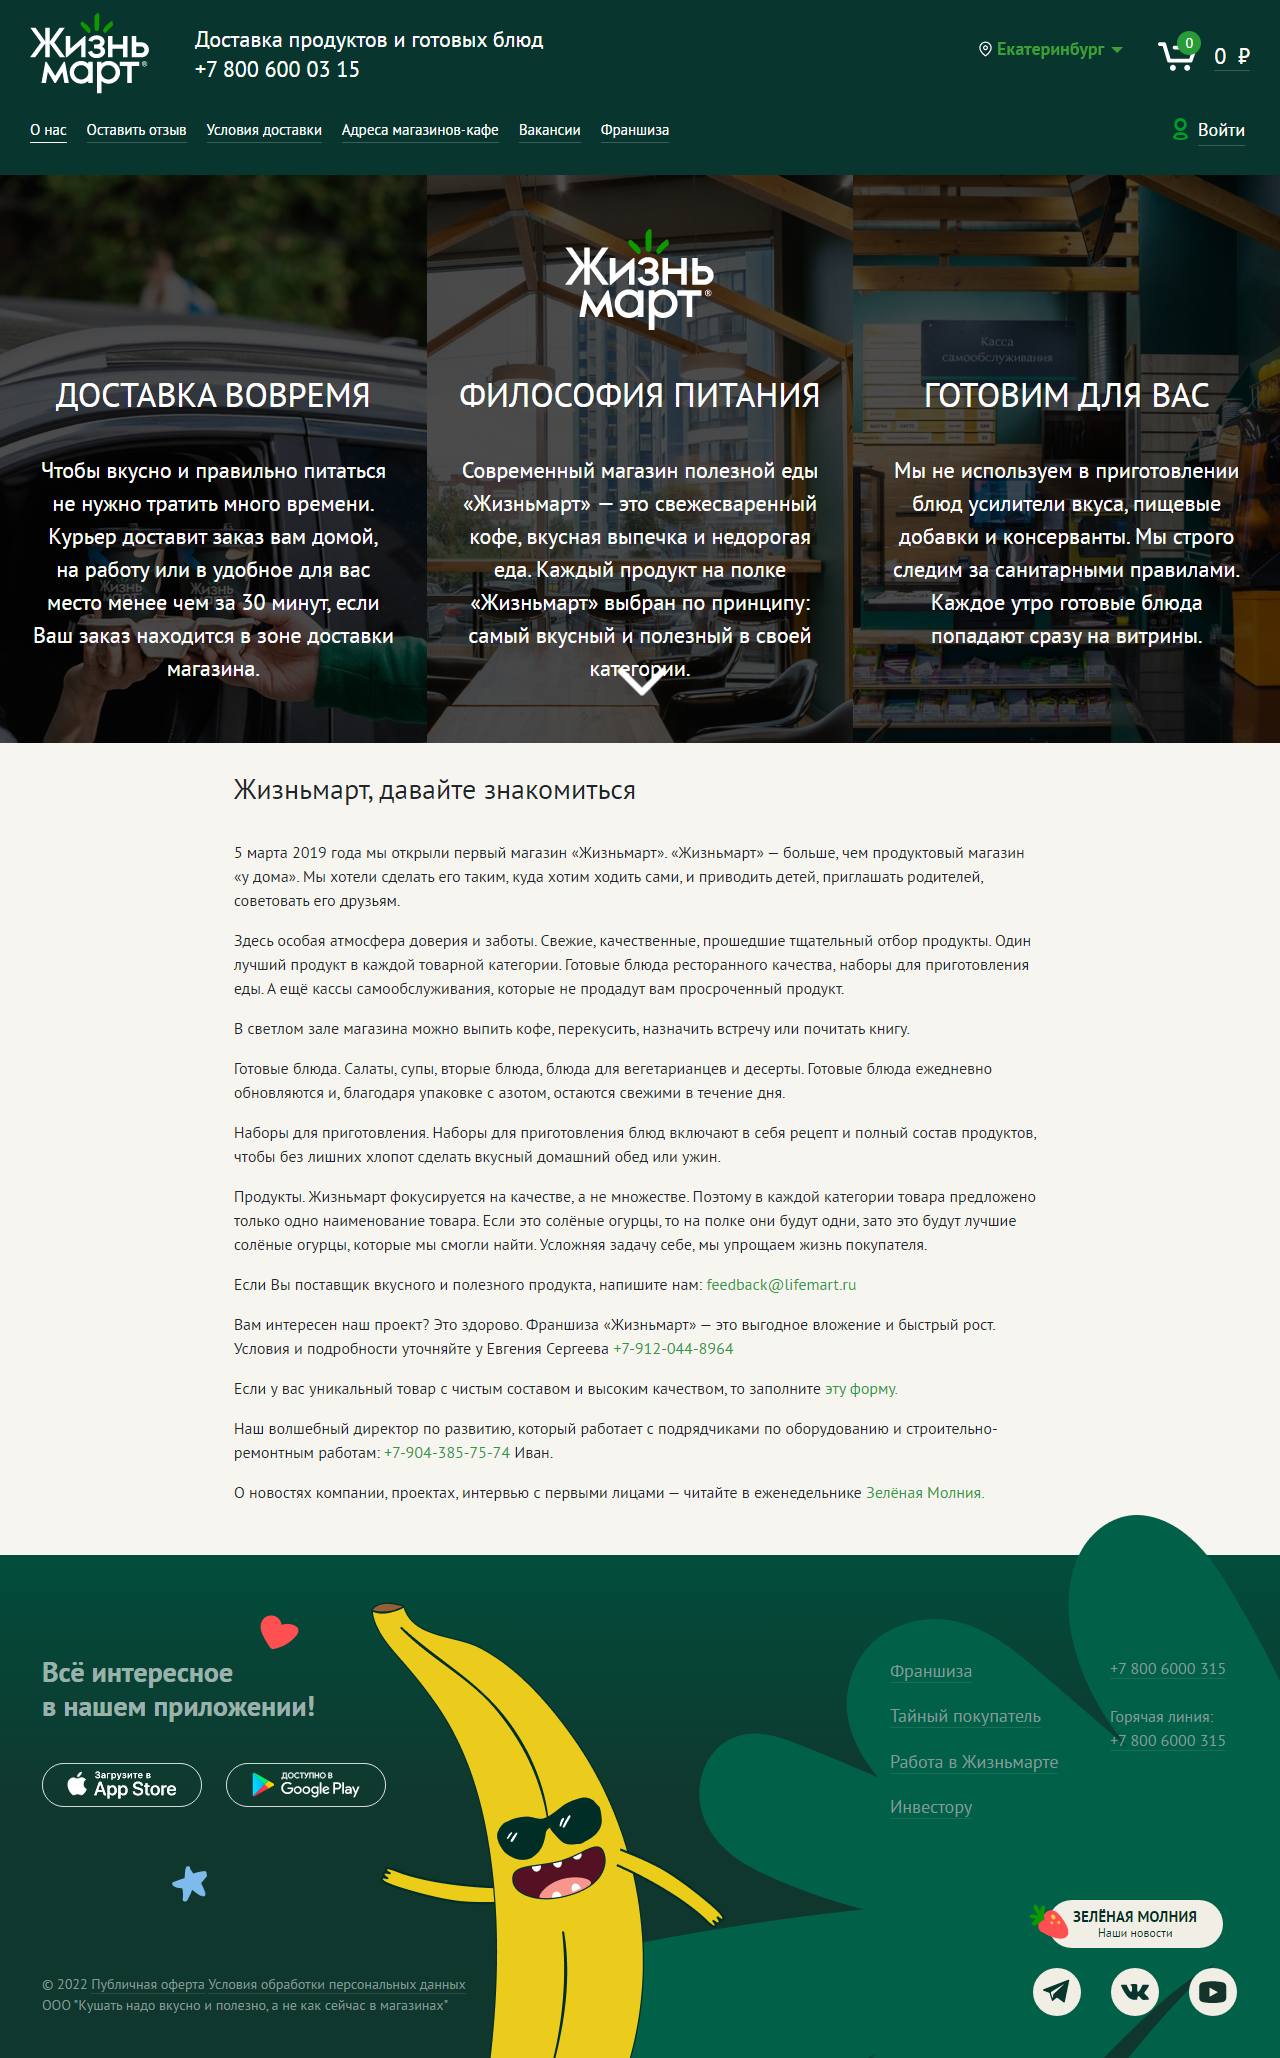 Жизнь
март®
Доставка продуктов и готовых блюд
+7 800 600 03 15
Екатеринбург
0
0 ₽
О нас
Оставить отзыв
Условия доставки
Адреса магазинов-кафе
Вакансии
Франшиза
Войти
ДОСТАВКА ВОВРЕМЯ
Чтобы вкусно и правильно питаться
не нужно тратить много времени.
Курьер доставит заказ вам домой,
на работу или в удобное для вас
место менее чем за 30 минут, если
Ваш заказ находится в зоне доставки
магазина.
Жизнь
март
Жизнь
март®
ФИЛОСОФИЯ ПИТАНИЯ
Современный магазин полезной еды
«Жизньмарт» — это свежесваренный
кофе, вкусная выпечка и недорогая
еда. Каждый продукт на полке
«Жизньмарт» выбран по принципу:
самый вкусный и полезный в своей
категории.
Касса
самообслуживания
ГОТОВИМ ДЛЯ ВАС
Мы не используем в приготовлении
блюд усилители вкуса, пищевые
добавки и консерванты. Мы строго
следим за санитарными правилами.
Каждое утро готовые блюда
попадают сразу на витрины.
Жизньмарт, давайте знакомиться
5 марта 2019 года мы открыли первый магазин «Жизньмарт». «Жизньмарт» — больше, чем продуктовый магазин
«у дома». Мы хотели сделать его таким, куда хотим ходить сами, и приводить детей, приглашать родителей,
советовать его друзьям.
Здесь особая атмосфера доверия и заботы. Свежие, качественные, прошедшие тщательный отбор продукты. Один
лучший продукт в каждой товарной категории. Готовые блюда ресторанного качества, наборы для приготовления
еды. А ещё кассы самообслуживания, которые не продадут вам просроченный продукт.
В светлом зале магазина можно выпить кофе, перекусить, назначить встречу или почитать книгу.
Готовые блюда. Салаты, супы, вторые блюда, блюда для вегетарианцев и десерты. Готовые блюда ежедневно
обновляются и, благодаря упаковке с азотом, остаются свежими в течение дня.
Наборы для приготовления. Наборы для приготовления блюд включают в себя рецепт и полный состав продуктов,
чтобы без лишних хлопот сделать вкусный домашний обед или ужин.
Продукты. Жизньмарт фокусируется на качестве, а не множестве. Поэтому в каждой категории товара предложено
только одно наименование товара. Если это солёные огурцы, то на полке они будут одни, зато это будут лучшие
солёные огурцы, которые мы смогли найти. Усложняя задачу себе, мы упрощаем жизнь покупателя.
Если Вы поставщик вкусного и полезного продукта, напишите нам: feedback@lifemart.ru
Вам интересен наш проект? Это здорово. Франшиза «Жизньмарт» — это выгодное вложение и быстрый рост.
Условия и подробности уточняйте у Евгения Сергеева +7-912-044-8964
Если у вас уникальный товар с чистым составом и высоким качеством, то заполните эту форму.
Наш волшебный директор по развитию, который работает с подрядчиками по оборудованию и строительно-
ремонтным работам: +7-904-385-75-74 Иван.
О новостях компании, проектах, интервью с первыми лицами — читайте в еженедельнике Зелёная Молния.
Всё интересное
в нашем приложении!
Загрузите в
App Store
ДОСТУПНО В
Google Play
Франшиза
Тайный покупатель
Работа в Жизньмарте
Инвестору
+7 800 6000 315
Горячая линия:
+7 800 6000 315
ЗЕЛЁНАЯ МОЛНИЯ
Наши новости
© 2022 Публичная оферта Условия обработки персональных данных
ООО "Кушать надо вкусно и полезно, а не как сейчас в магазинах"